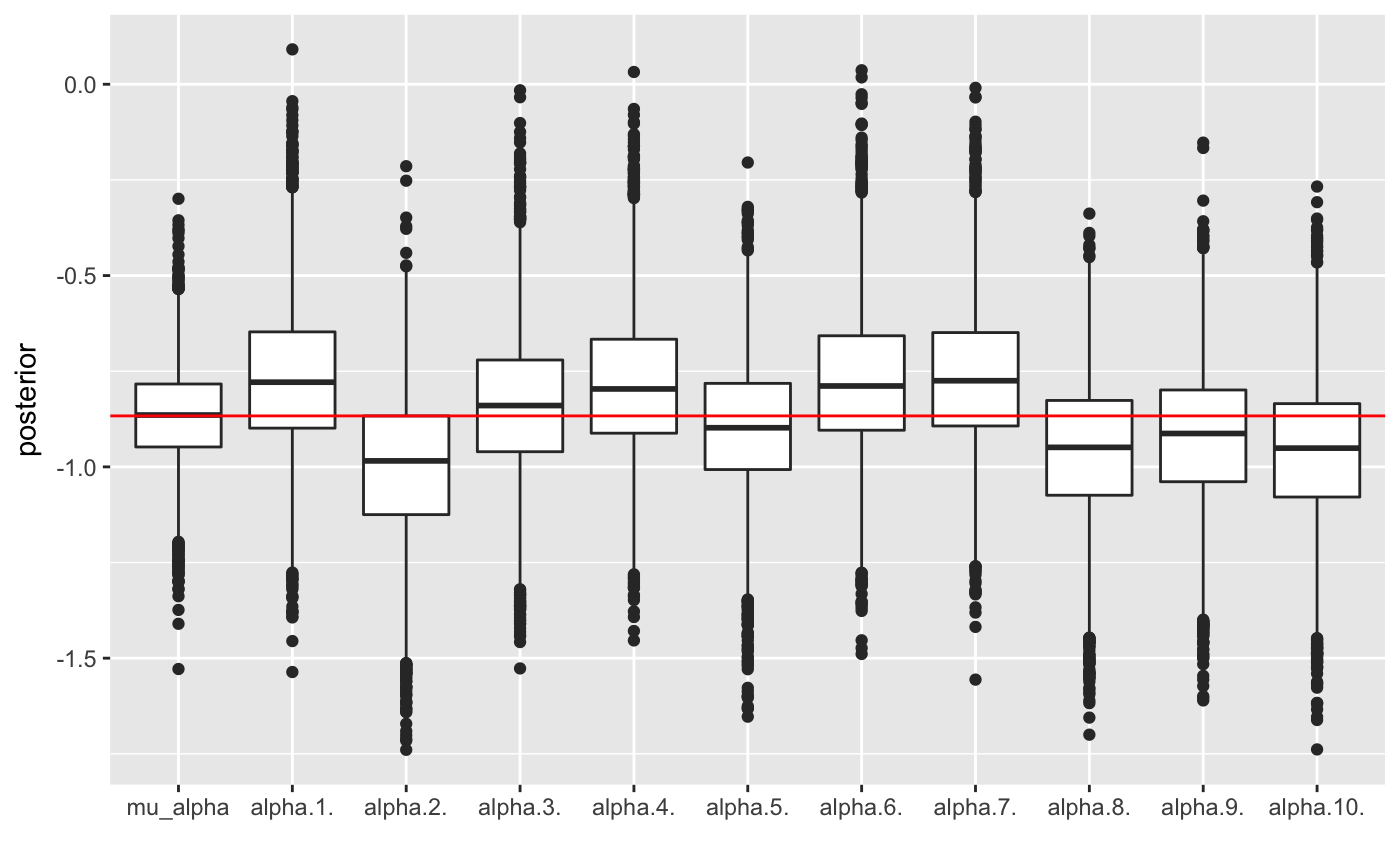 0.0
-0.5
-1.0
-1.5
posterior
mu_alpha alpha.1. alpha.2. alpha.3. alpha.4. alpha.5. alpha.6. alpha.7. alpha.8. alpha.9. alpha.10.